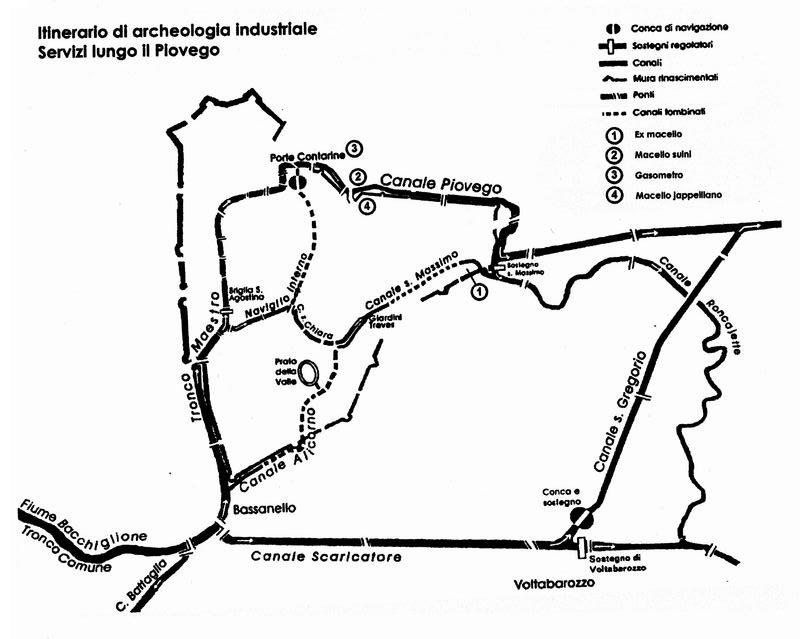 Itinerario di archeologia industriale
Servizi lungo il Piovego
Conca di navigazione
Sostegni regolatori
Canali
Mura rinascimentali
Ponti
Canali tombinati
1 Ex macello
2 Macello suini
3 Gasometro
4 Macello jappelliano
Porte Contarine 3
2
4
Canale Piovego
Sostegno
s. Massimo
1
Canale s. Massimo
Naviglio Interno
Briglia S.
Agostino
C. s. Chiara
Giardini
Treves
Canale Roncajette
Tronco Maestro
Prato
della
Valle
Canale Alicorno
Canale s. Gregorio
Bassanello
Conca e
sostegno
Fiume Bacchiglione
Tronco Comune
C. Battaglia
Canale Scaricatore
Sostegno di
Voltabarozzo
Voltabarozzo